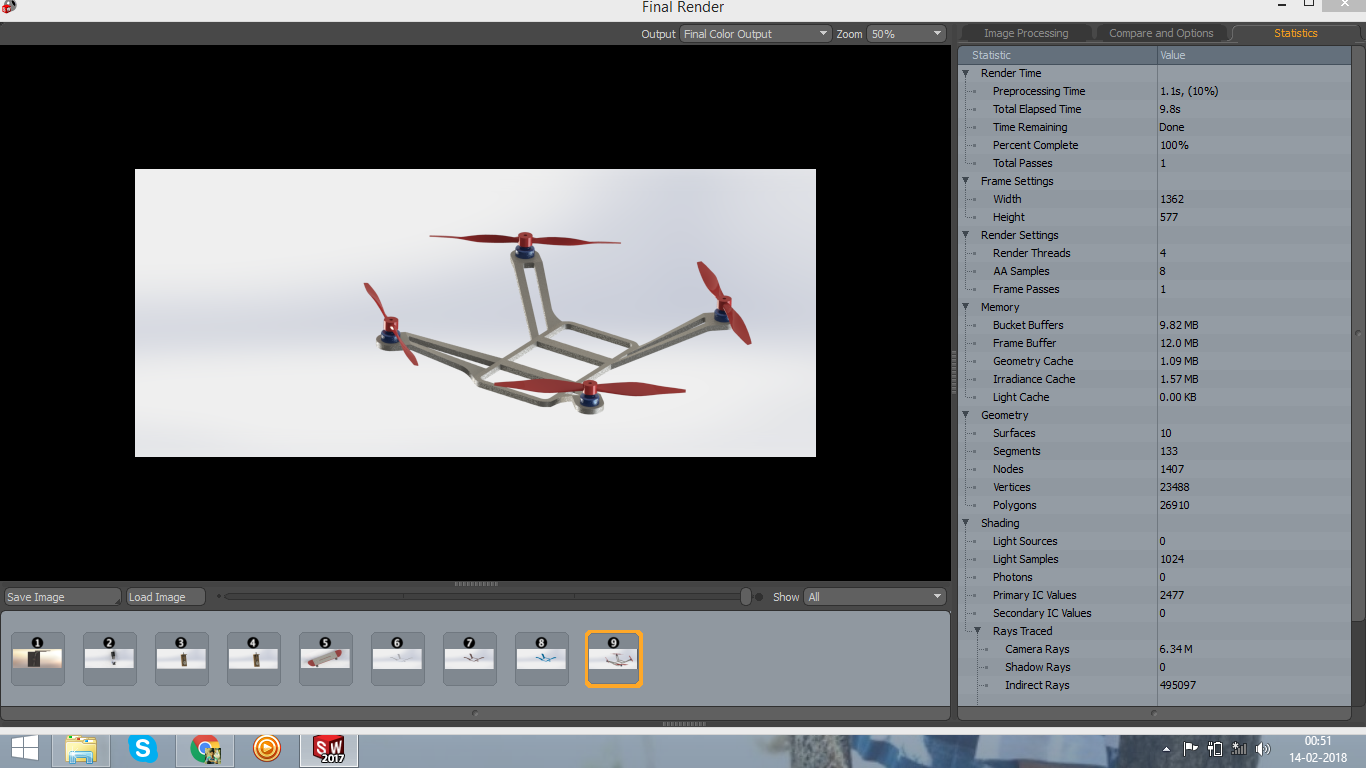 Final Render
Output Final Color Output Zoom 50%
Image Processing Compare and Options Statistics
Statistic Value
Render Time
Preprocessing Time 1.1s, (10%)
Total Elapsed Time 9.8s
Time Remaining Done
Percent Complete 100%
Total Passes 1
Frame Settings
Width 1362
Height 577
Render Settings
Render Threads 4
AA Samples 8
Frame Passes 1
Memory
Bucket Buffers 9.82 MB
Frame Buffer 12.0 MB
Geometry Cache 1.09 MB
Irradiance Cache 1.57 MB
Light Cache 0.00 KB
Geometry
Surfaces 10
Segments 133
Nodes 1407
Vertices 23488
Polygons 26910
Shading
Light Sources 0
Light Samples 1024
Photons 0
Primary IC Values 2477
Secondary IC Values 0
Rays Traced
Camera Rays 6.34 M
Shadow Rays 0
Indirect Rays 495097
Save Image Load Image Show All
1 2 3 4 5 6 7 8 9
S SW 2017
00:51
14-02-2018